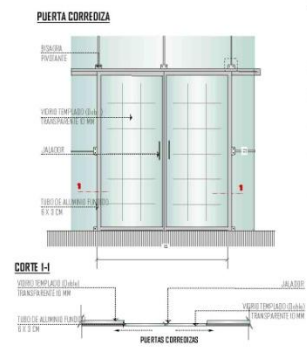 PUERTA CORREDIZA
BISAGRA
PIVOTANTE
VIDRIO TEMPLADO (Doble)
TRANSPARENTE 10 MM
JALADOR
1
1
TUBO DE ALUMINIO FUNDIDO
6 X 3 CM
CORTE 1-1
VIDRIO TEMPLADO (Doble)
TRANSPARENTE 10 MM
JALADOR
VIDRIO TEMPLADO (Doble)
TRANSPARENTE 10 MM
TUBO DE ALUMINIO FUNDIDO
6 X 3 CM
PUERTAS CORREDIZAS